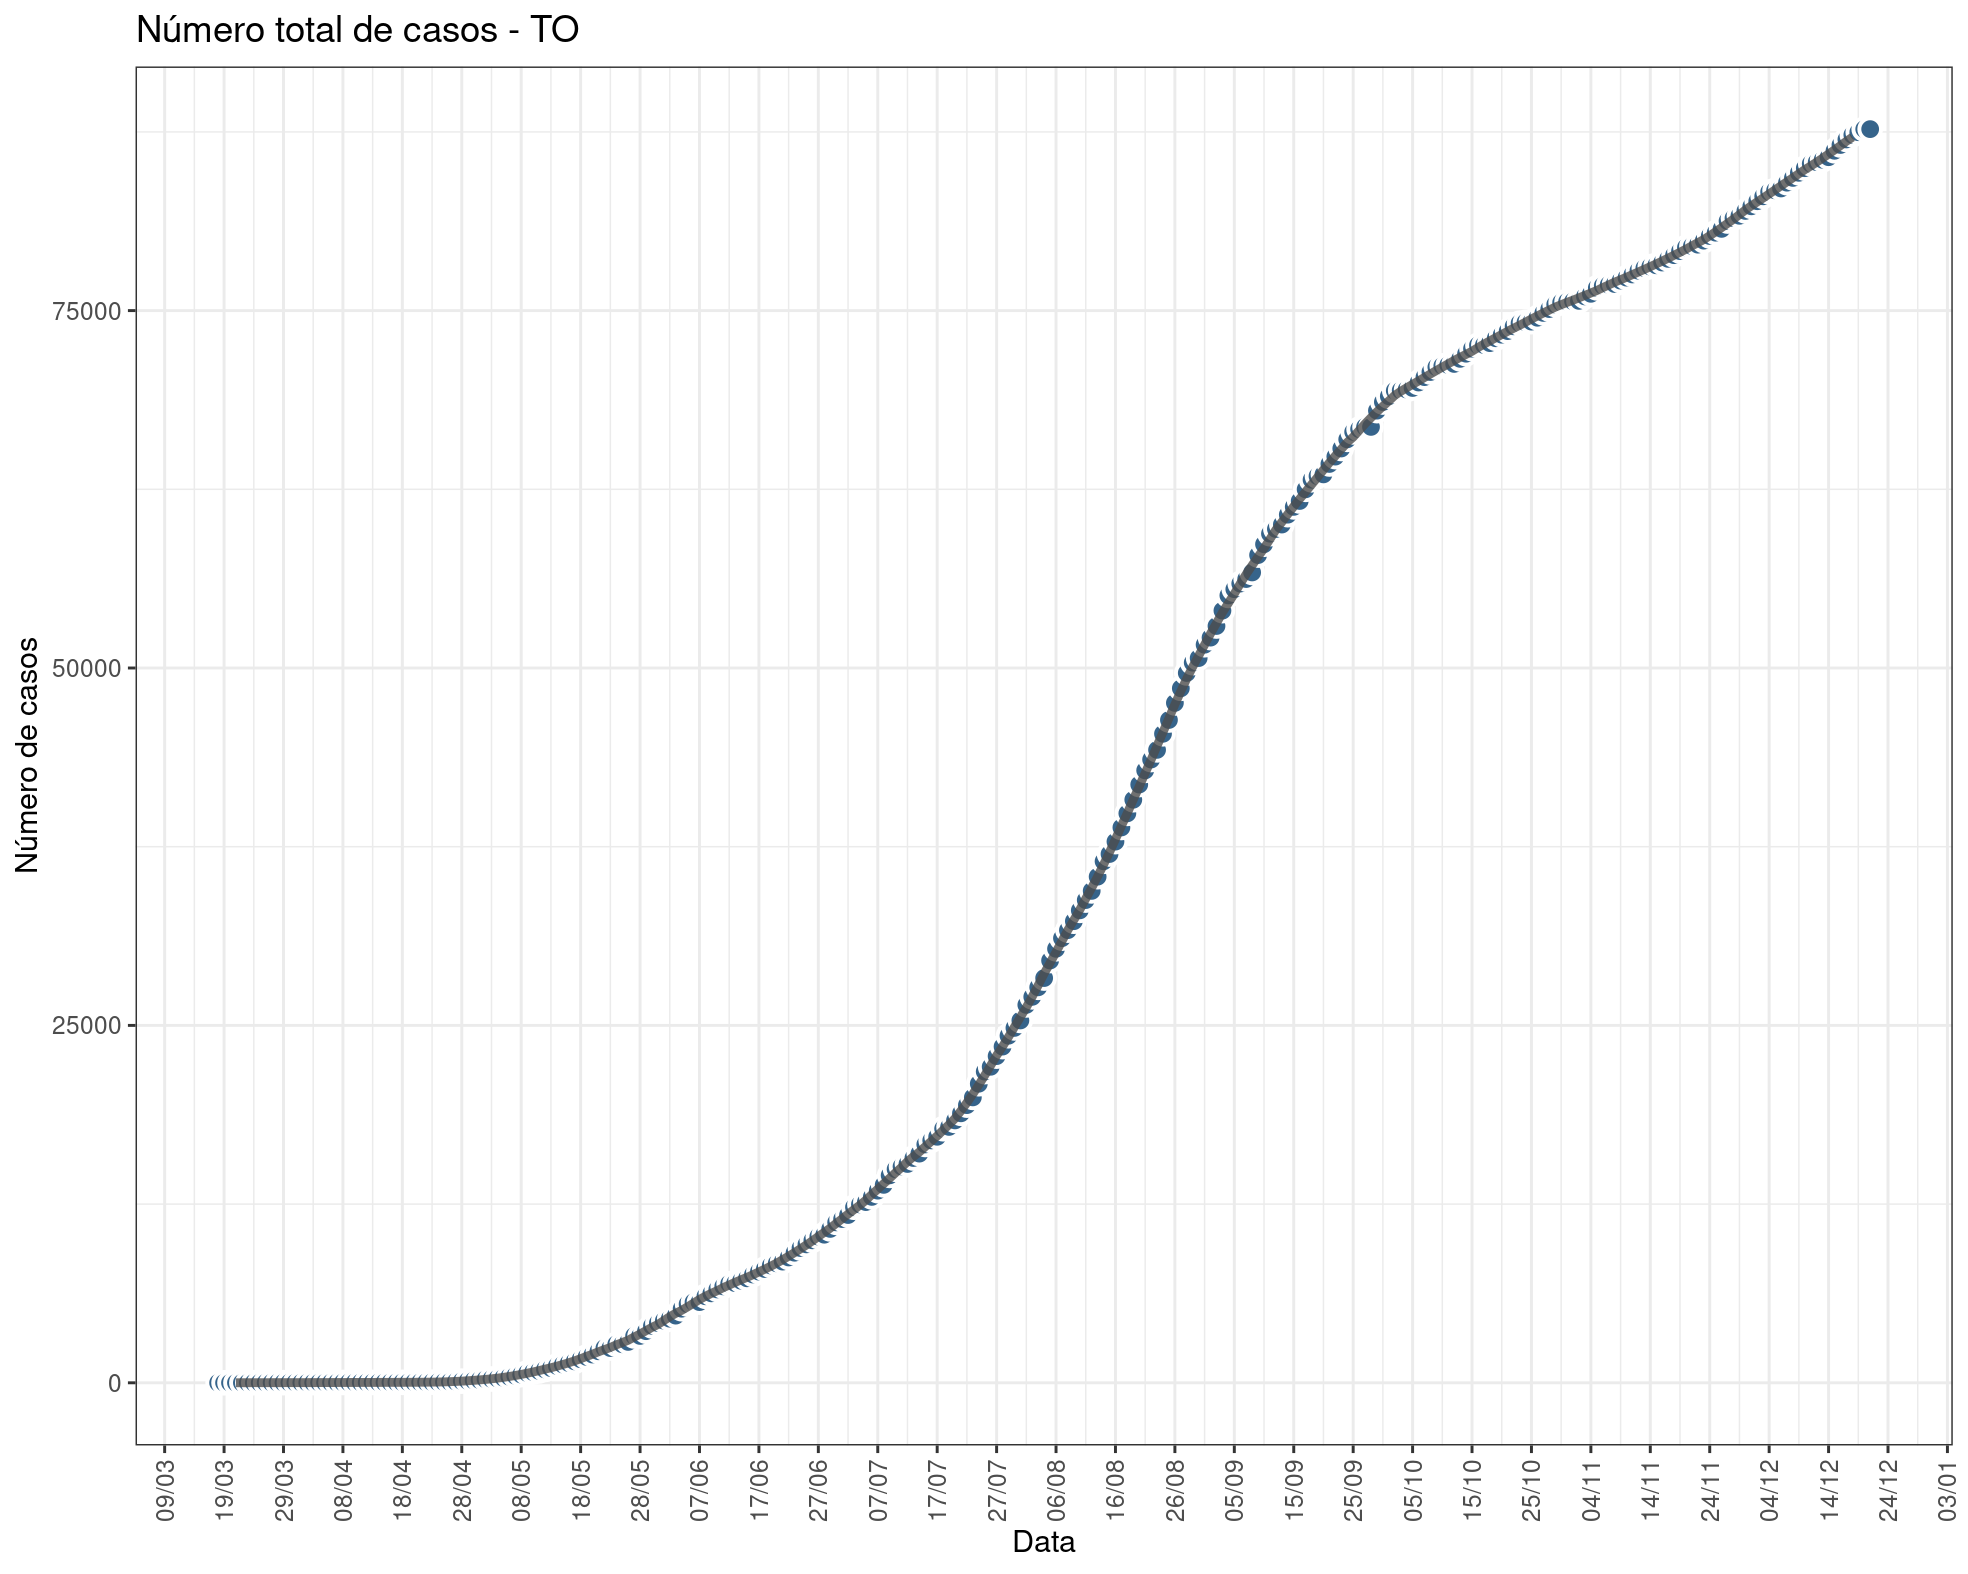 Número total de casos - TO
Número de casos
75000
50000
25000
0
09/03 19/03 29/03 08/04 18/04 28/04 08/05 18/05 28/05 07/06 17/06 27/06 07/07 17/07 27/07 06/08 16/08 26/08 05/09 15/09 25/09 05/10 15/10 25/10 04/11 14/11 24/11 04/12 14/12 24/12 03/01
Data